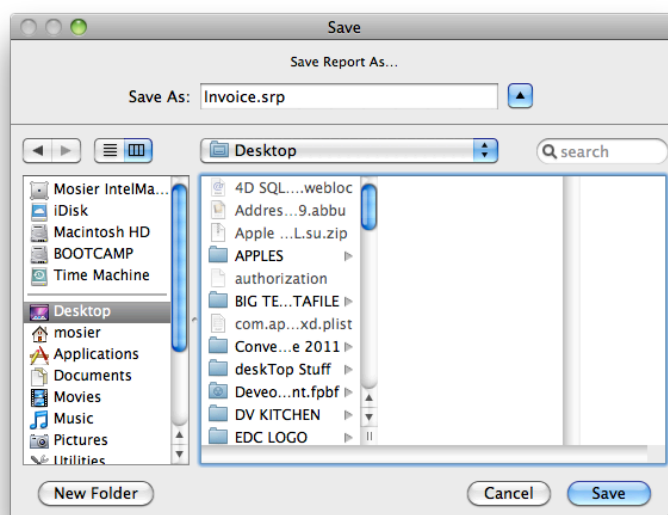 Save
Save Report As...
Save As: Invoice.srp
Desktop
search
Mosier IntelMa...
iDisk
Macintosh HD
BOOTCAMP
Time Machine
Desktop
mosier
Applications
Documents
Movies
Music
Pictures
Utilities
4D SQL....webloc
Addres...9.abbu
Apple ...L.su.zip
APPLES
authorization
BIG TE...TAFILE
com.ap...xd.plist
Conve...e 2011
deskTop Stuff
Deveo...nt.fpbf
DV KITCHEN
EDC LOGO
New Folder
Cancel
Save